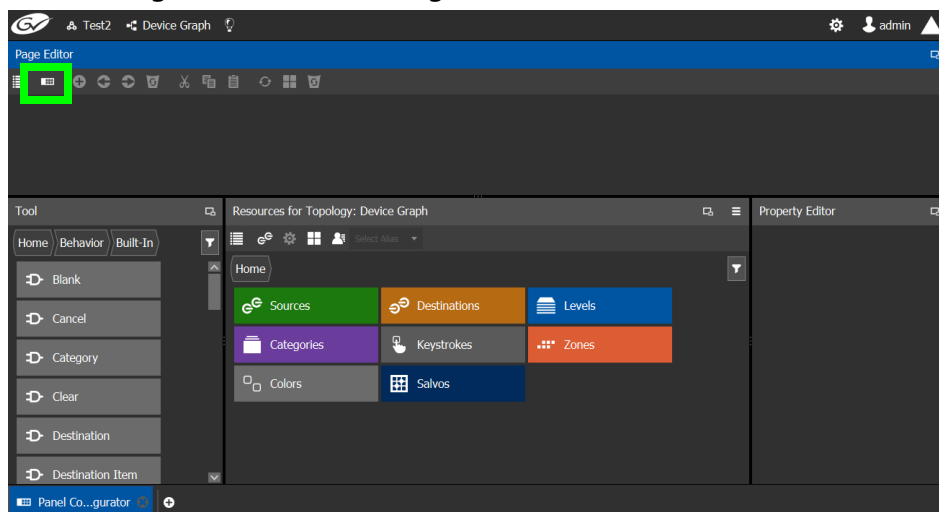 GV Test2 Device Graph admin
Page Editor
Tool Resources for Topology: Device Graph Property Editor
Home Behavior Built-In Select Alias
Home
Blank
Sources Destinations Levels
Cancel
Categories Keystrokes Zones
Category
Colors Salvos
Clear
Destination
Destination Item
Panel Co...gurator